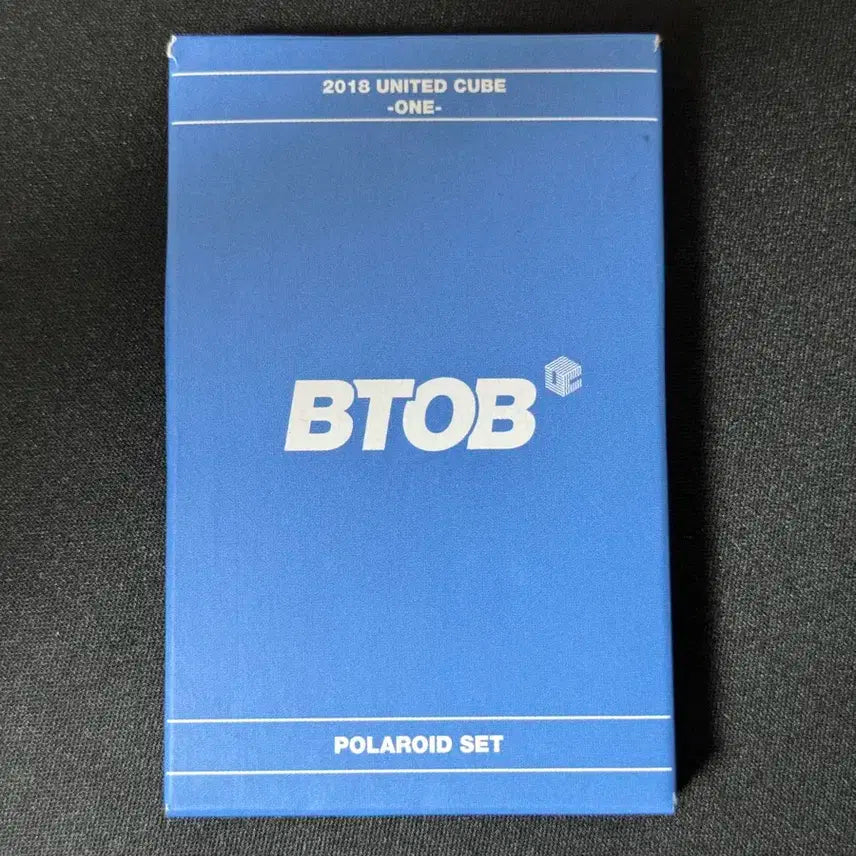 2018 UNITED CUBE
-ONE-
BTOB
POLAROID SET